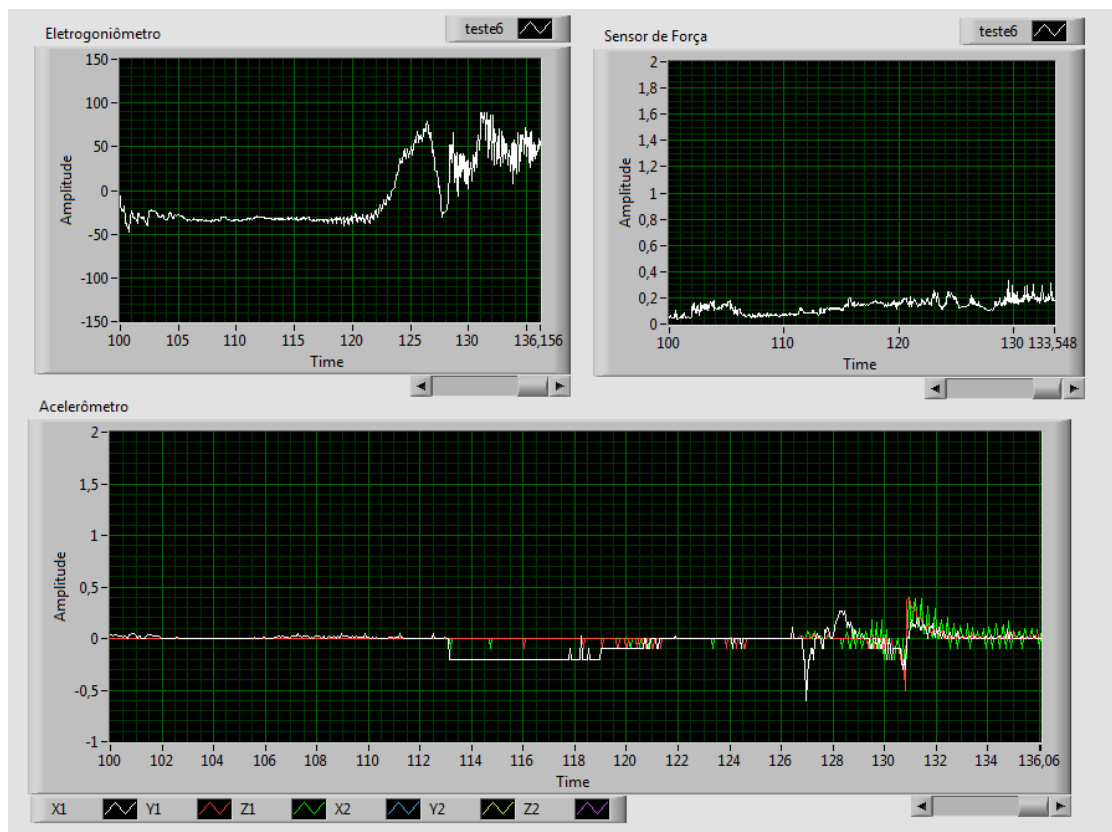 Eletrogoniômetro
teste6
150
100
50
0
-50
-100
-150
Amplitude
100 105 110 115 120 125 130 136,156
Time
Sensor de Força
teste6
2
1,8
1,6
1,4
1,2
1
0,8
0,6
0,4
0,2
0
Amplitude
100 110 120 130 133,548
Time
Acelerômetro
2
1,5
1
0,5
0
-0,5
-1
Amplitude
100 102 104 106 108 110 112 114 116 118 120 122 124 126 128 130 132 134 136,06
Time
X1 Y1 Z1 X2 Y2 Z2